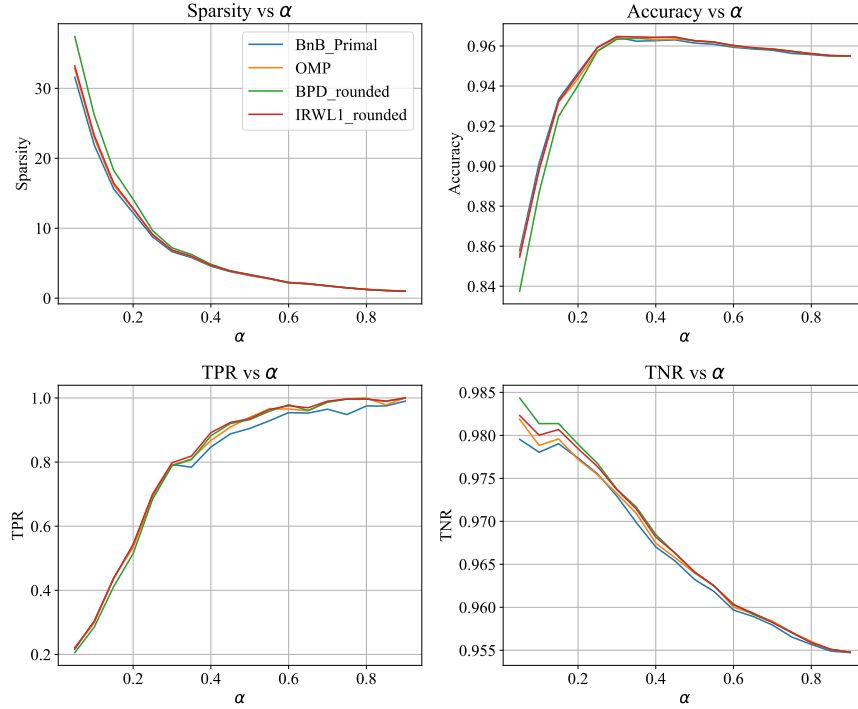 Sparsity vs α
Sparsity
30
20
10
0
0.2
0.4
0.6
0.8
α
BnB_Primal
OMP
BPD_rounded
IRWL1_rounded
Accuracy vs α
Accuracy
0.96
0.94
0.92
0.90
0.88
0.86
0.84
0.2
0.4
0.6
0.8
α
TPR vs α
TPR
1.0
0.8
0.6
0.4
0.2
0.2
0.4
0.6
0.8
α
TNR vs α
TNR
0.985
0.980
0.975
0.970
0.965
0.960
0.955
0.2
0.4
0.6
0.8
α